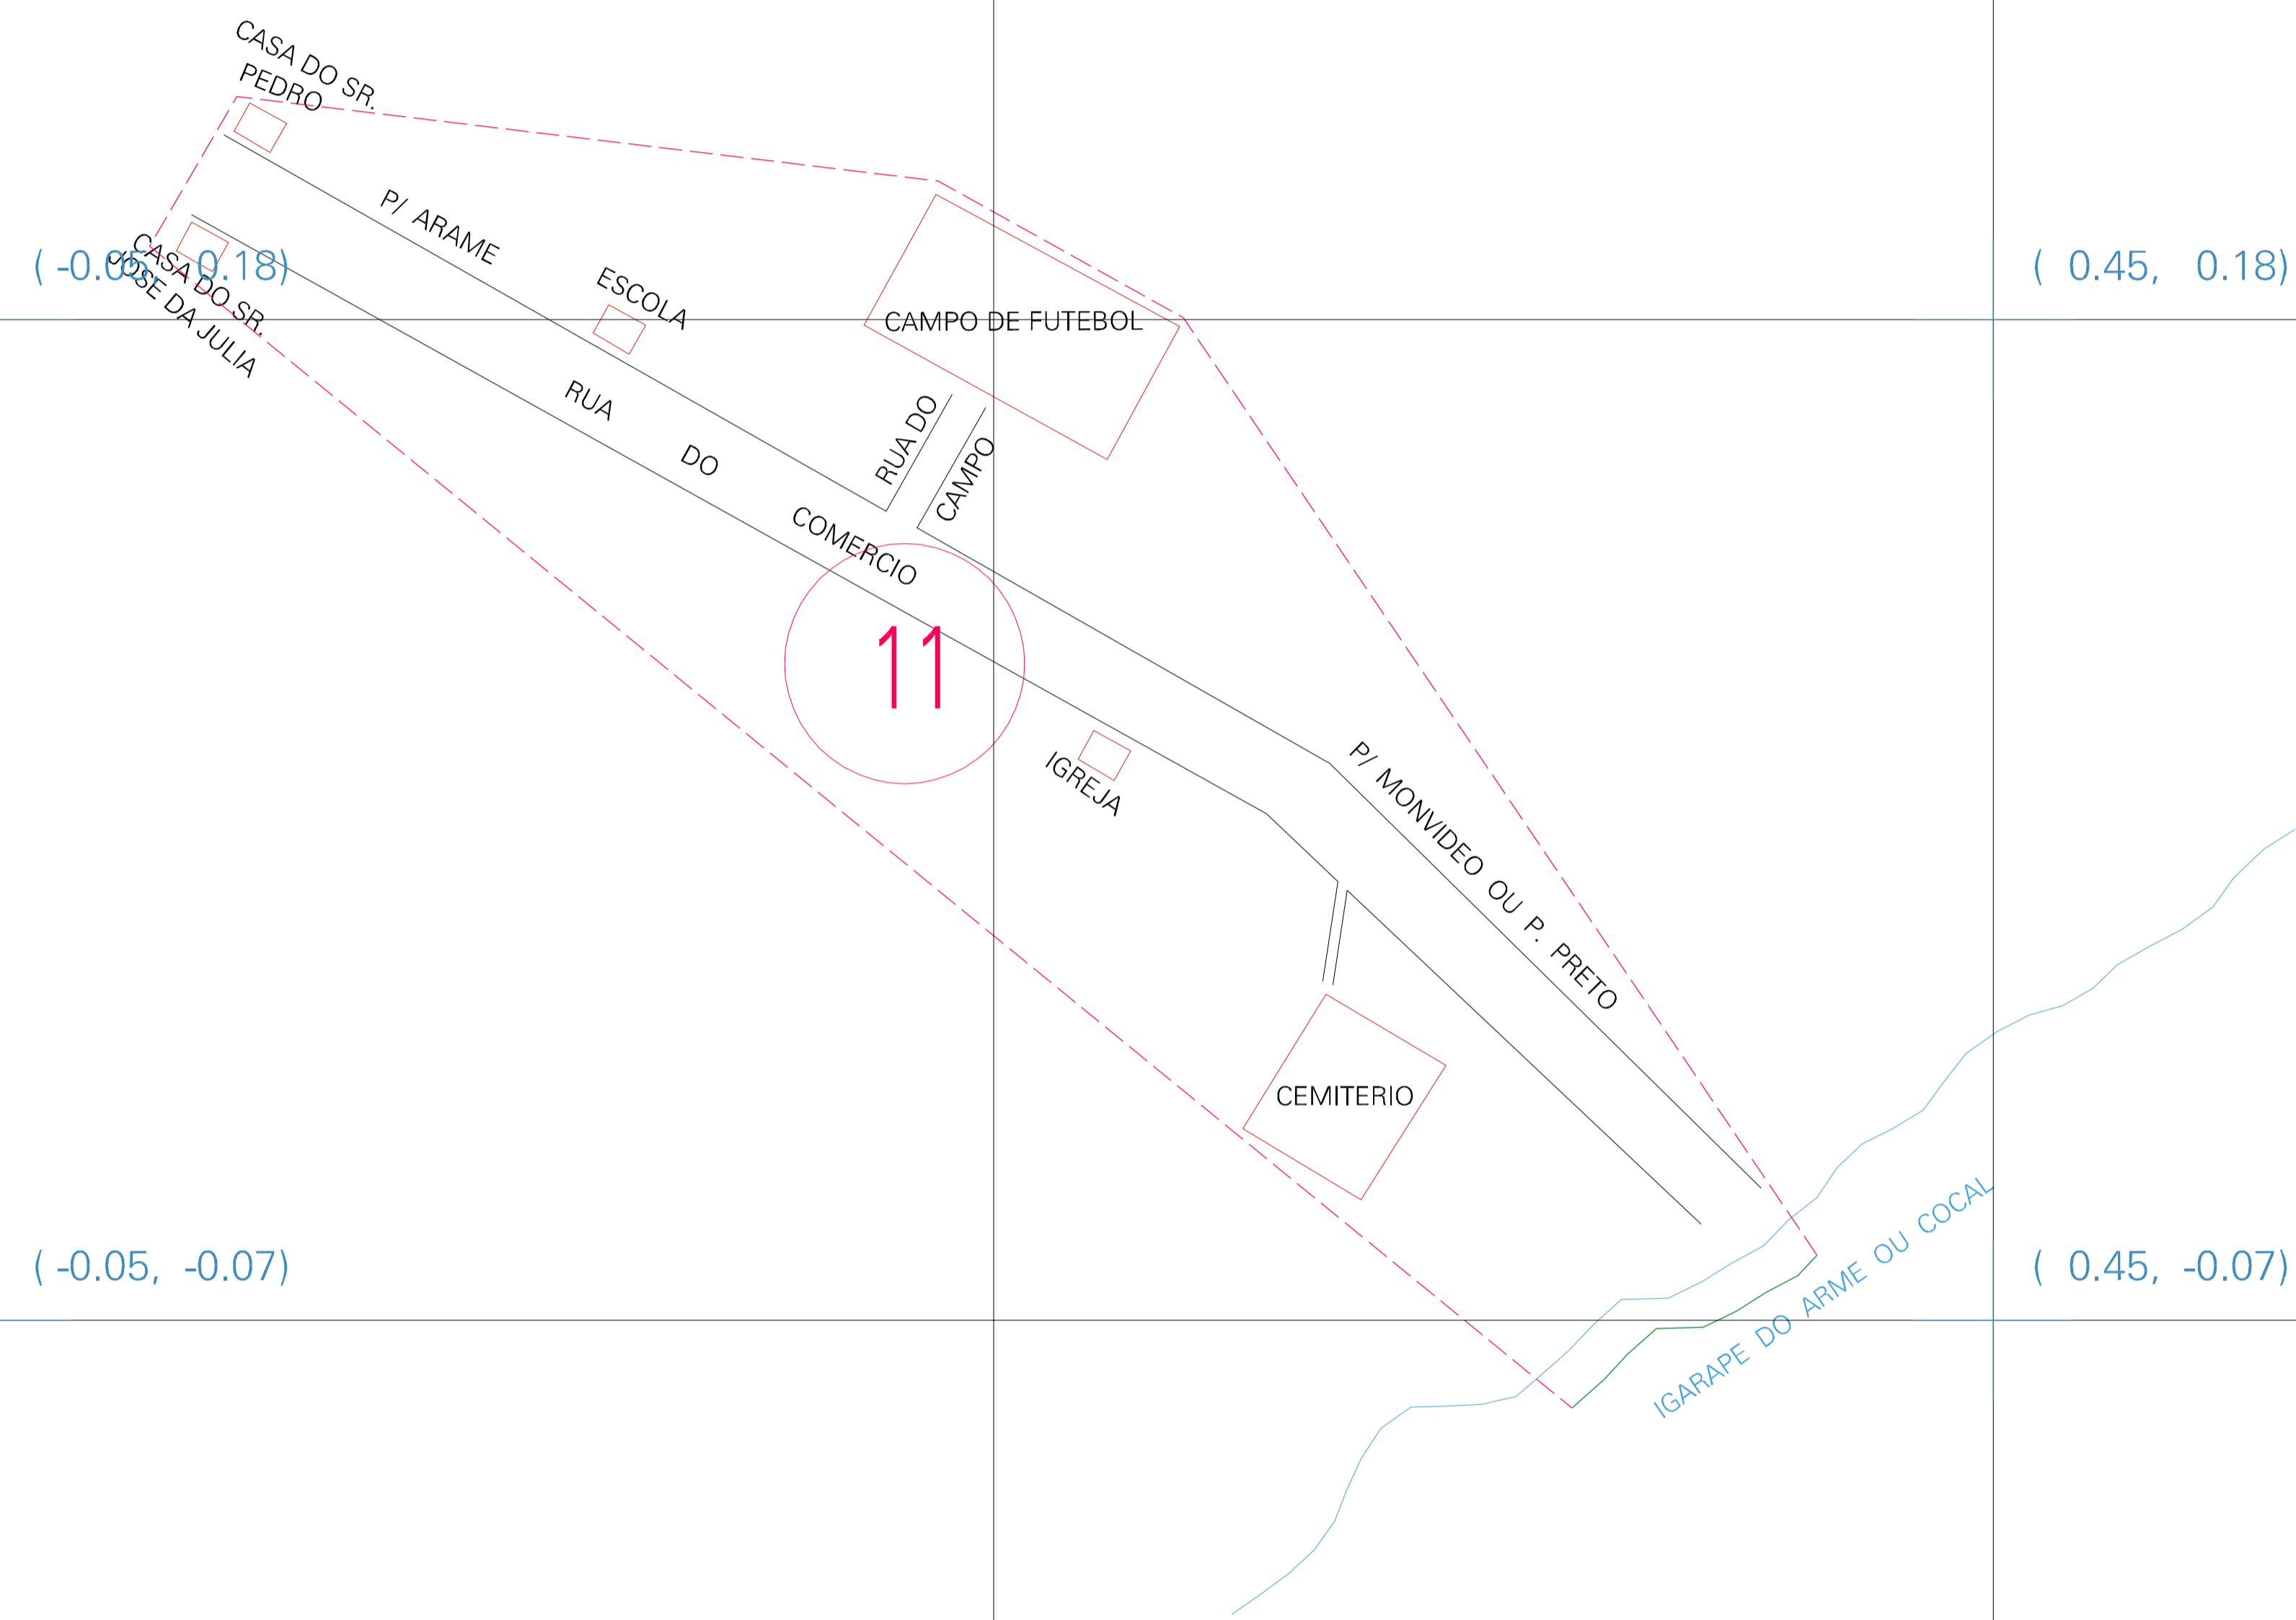 CASA DO SR.
PEDRO
P/ ARAME
(-0.05, 0.18)
( 0.45, 0.18)
CASA DO SR.
JOSE DA JULIA
ESCOLA
CAMPO DE FUTEBOL
RUA DO
CAMPO
RUA DO COMERCIO
11
IGREJA
P/ MONVIDEO OU P. PRETO
CEMITERIO
IGARAPE DO ARME OU COCAL
(-0.05, -0.07)
( 0.45, -0.07)